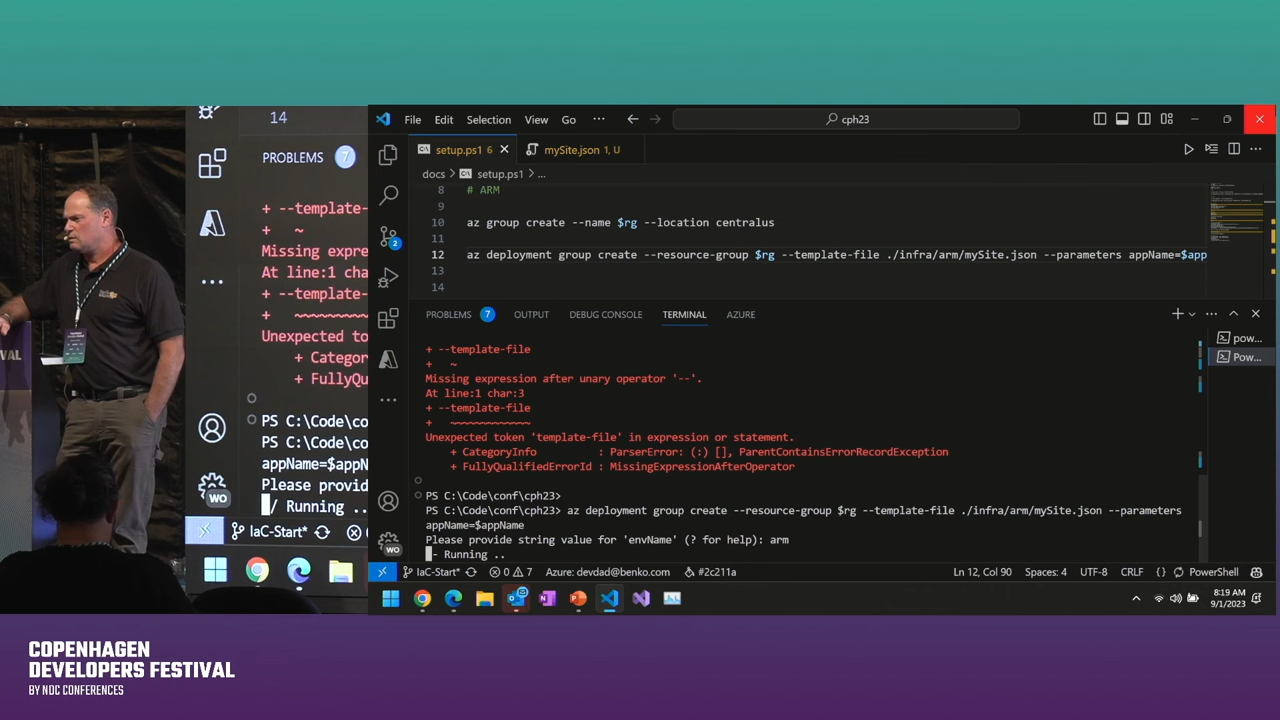 14
PROBLEMS 7
+ --template-
+ ~
Missing expre
At line:1 cha
+ --template-
+ ~~~~~~~~~~~~~
Unexpected to
+ Catego
+ FullyQu
PS C:\Code\co
PS C:\Code\co
appName=$appN
Please provid
/ Running ..
WO
IaC-Start*
File Edit Selection View Go ··· cph23
setup.ps1 6 mySite.json 1, U
docs > setup.ps1 > ...
8 # ARM
9
10 az group create --name $rg --location centralus
11
12 az deployment group create --resource-group $rg --template-file ./infra/arm/mySite.json --parameters appName=$app
13
14
PROBLEMS 7 OUTPUT DEBUG CONSOLE TERMINAL AZURE
2
+ --template-file
+ ~
Missing expression after unary operator '--'.
At line:1 char:3
+ --template-file
+ ~~~~~~~~~~~~~
Unexpected token 'template-file' in expression or statement.
+ CategoryInfo : ParserError: (:) [], ParentContainsErrorRecordException
+ FullyQualifiedErrorId : MissingExpressionAfterOperator
PS C:\Code\conf\cph23>
PS C:\Code\conf\cph23> az deployment group create --resource-group $rg --template-file ./infra/arm/mySite.json --parameters
appName=$appName
Please provide string value for 'envName' (? for help): arm
- Running ..
pow...
Pow...
WO
IaC-Start* 0 7 Azure: devdad@benko.com #2c211a Ln 12, Col 90 Spaces: 4 UTF-8 CRLF {} PowerShell
8:19 AM
9/1/2023
COPENHAGEN
DEVELOPERS FESTIVAL
BY NDC CONFERENCES